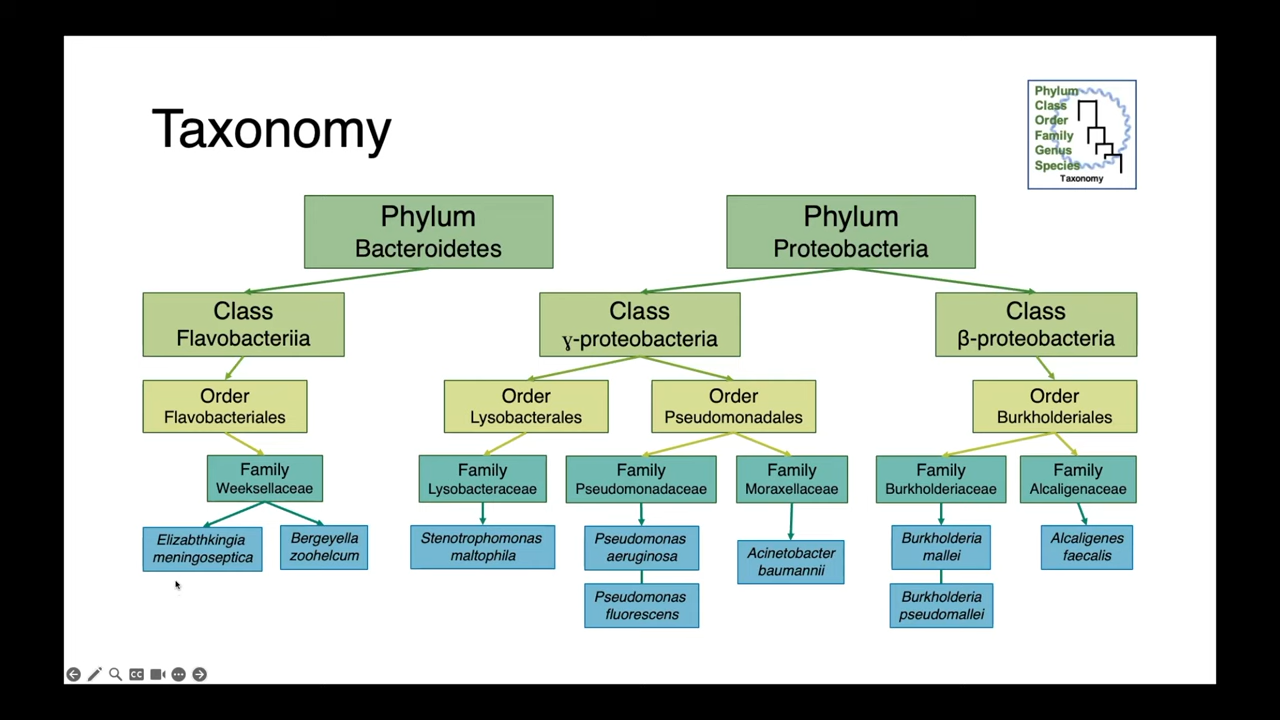 Taxonomy
Phylum
Class
Order
Family
Genus
Species
Taxonomy
Phylum
Bacteroidetes
Phylum
Proteobacteria
Class
Flavobacteriia
Class
ɣ-proteobacteria
Class
β-proteobacteria
Order
Flavobacteriales
Order
Lysobacterales
Order
Pseudomonadales
Order
Burkholderiales
Family
Weeksellaceae
Family
Lysobacteraceae
Family
Pseudomonadaceae
Family
Moraxellaceae
Family
Burkholderiaceae
Family
Alcaligenaceae
Elizabthkingia
meningoseptica
Bergeyella
zoohelcum
Stenotrophomonas
maltophila
Pseudomonas
aeruginosa
Acinetobacter
baumannii
Burkholderia
mallei
Alcaligenes
faecalis
Pseudomonas
fluorescens
Burkholderia
pseudomallei
CC